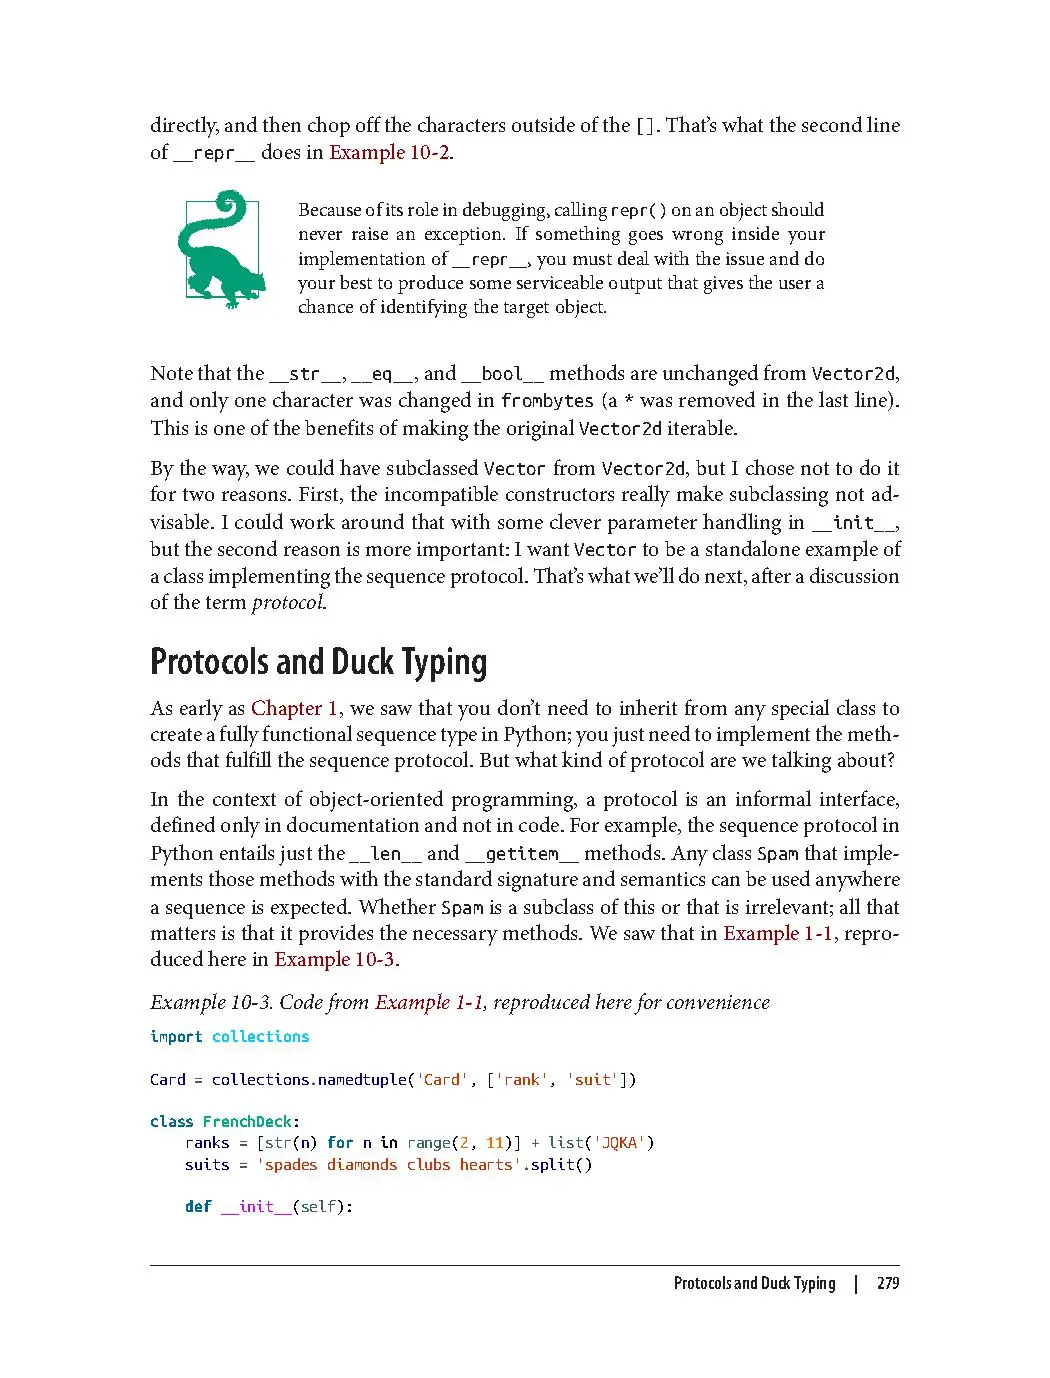 directly, and then chop off the characters outside of the []. That’s what the second line
of __repr__ does in Example 10-2.
Because of its role in debugging, calling repr() on an object should
never raise an exception. If something goes wrong inside your
implementation of __repr__, you must deal with the issue and do
your best to produce some serviceable output that gives the user a
chance of identifying the target object.
Note that the __str__, __eq__, and __bool__ methods are unchanged from Vector2d,
and only one character was changed in frombytes (a * was removed in the last line).
This is one of the benefits of making the original Vector2d iterable.
By the way, we could have subclassed Vector from Vector2d, but I chose not to do it
for two reasons. First, the incompatible constructors really make subclassing not ad-
visable. I could work around that with some clever parameter handling in __init__,
but the second reason is more important: I want Vector to be a standalone example of
a class implementing the sequence protocol. That’s what we’ll do next, after a discussion
of the term protocol.
Protocols and Duck Typing
As early as Chapter 1, we saw that you don’t need to inherit from any special class to
create a fully functional sequence type in Python; you just need to implement the meth-
ods that fulfill the sequence protocol. But what kind of protocol are we talking about?
In the context of object-oriented programming, a protocol is an informal interface,
defined only in documentation and not in code. For example, the sequence protocol in
Python entails just the __len__ and __getitem__ methods. Any class Spam that imple-
ments those methods with the standard signature and semantics can be used anywhere
a sequence is expected. Whether Spam is a subclass of this or that is irrelevant; all that
matters is that it provides the necessary methods. We saw that in Example 1-1, repro-
duced here in Example 10-3.
Example 10-3. Code from Example 1-1, reproduced here for convenience
import collections
Card = collections.namedtuple('Card', ['rank', 'suit'])
class FrenchDeck:
    ranks = [str(n) for n in range(2, 11)] + list('JQKA')
    suits = 'spades diamonds clubs hearts'.split()
    def __init__(self):
Protocols and Duck Typing | 279